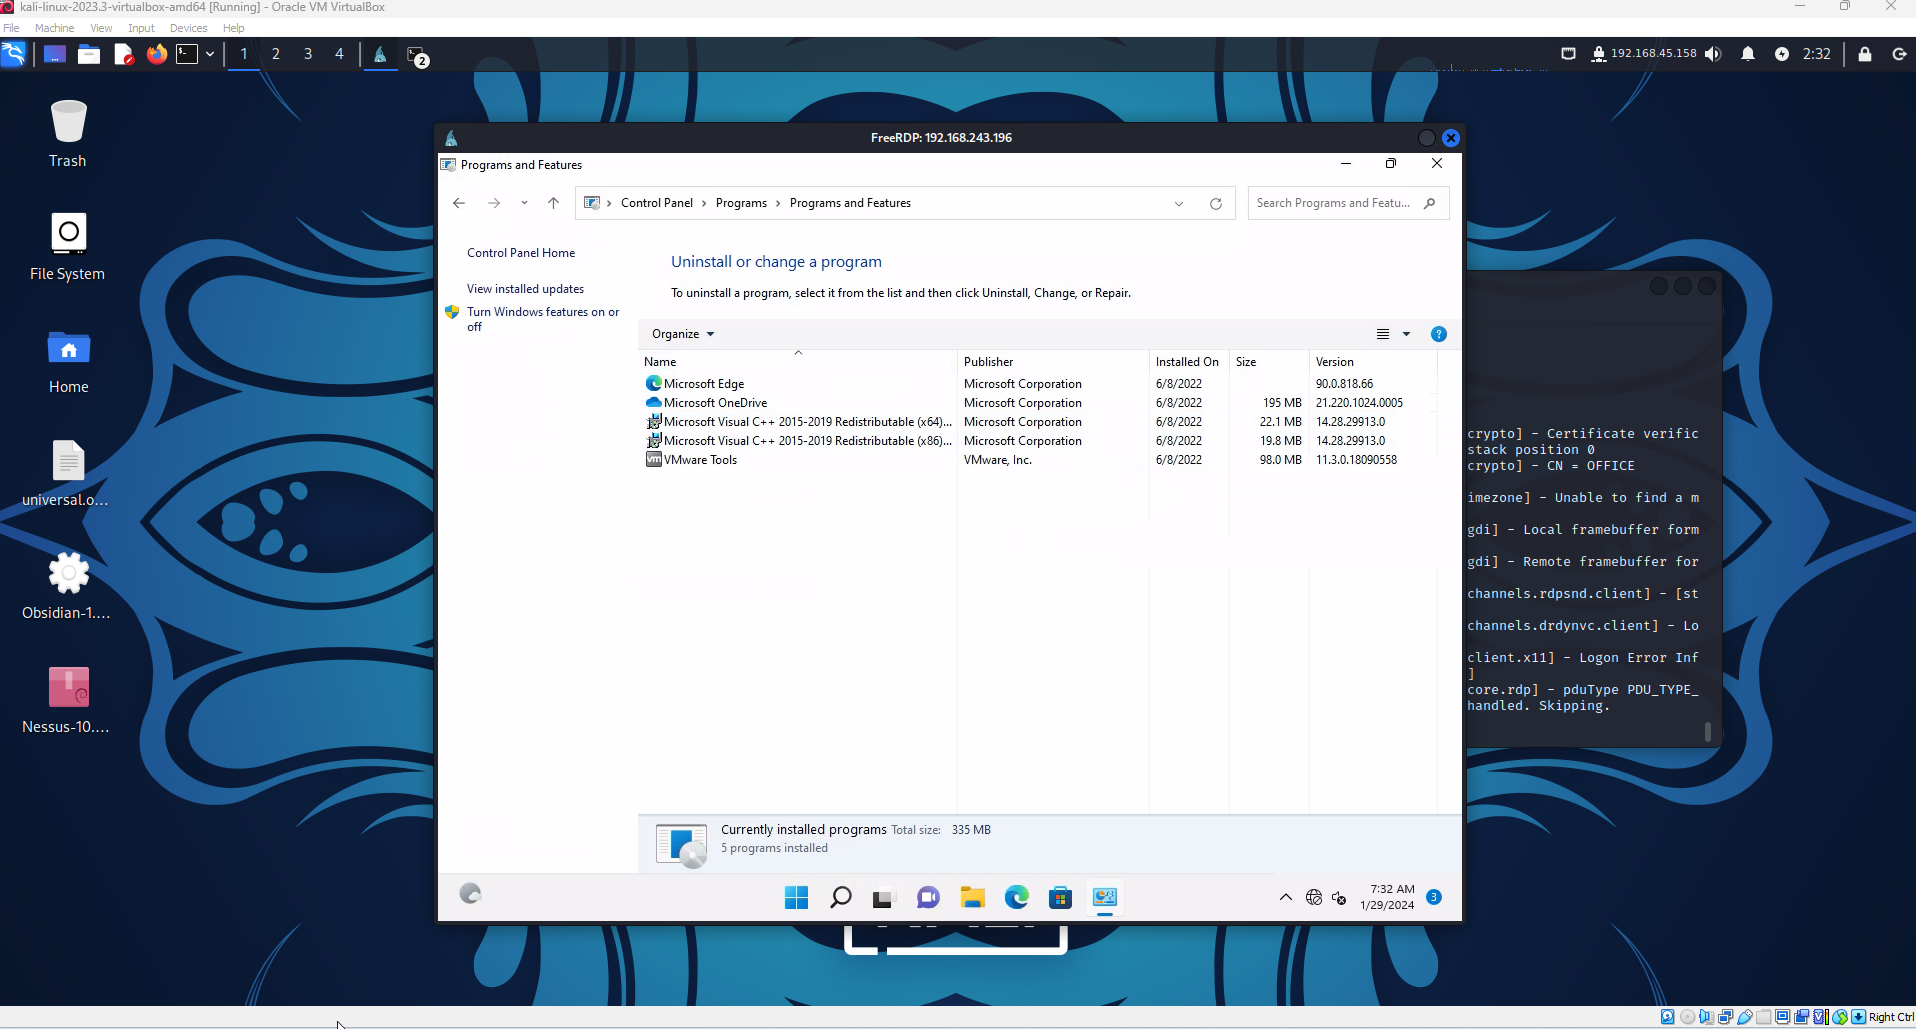 kali-linux-2023.3-virtualbox-amd64 [Running] - Oracle VM VirtualBox
File Machine View Input Devices Help
1 2 3 4 2 192.168.45.158 2:32
Trash
File System
Home
universal.o...
Obsidian-1....
Nessus-10....
FreeRDP: 192.168.243.196
Programs and Features
Control Panel > Programs > Programs and Features
Search Programs and Featu...
Control Panel Home
View installed updates
Turn Windows features on or
off
Uninstall or change a program
To uninstall a program, select it from the list and then click Uninstall, Change, or Repair.
Organize
Name Publisher Installed On Size Version
Microsoft Edge Microsoft Corporation 6/8/2022 90.0.818.66
Microsoft OneDrive Microsoft Corporation 6/8/2022 195 MB 21.220.1024.0005
Microsoft Visual C++ 2015-2019 Redistributable (x64)... Microsoft Corporation 6/8/2022 22.1 MB 14.28.29913.0
Microsoft Visual C++ 2015-2019 Redistributable (x86)... Microsoft Corporation 6/8/2022 19.8 MB 14.28.29913.0
vm VMware Tools VMware, Inc. 6/8/2022 98.0 MB 11.3.0.18090558
Currently installed programs Total size: 335 MB
5 programs installed
7:32 AM
1/29/2024
3
crypto] - Certificate verific
stack position 0
crypto] - CN = OFFICE
imezone] - Unable to find a m
gdi] - Local framebuffer form
gdi] - Remote framebuffer for
channels.rdpsnd.client] - [st
channels.drdynvc.client] - Lo
client.x11] - Logon Error Inf
]
core.rdp] - pduType PDU_TYPE_
handled. Skipping.
Right Ctrl